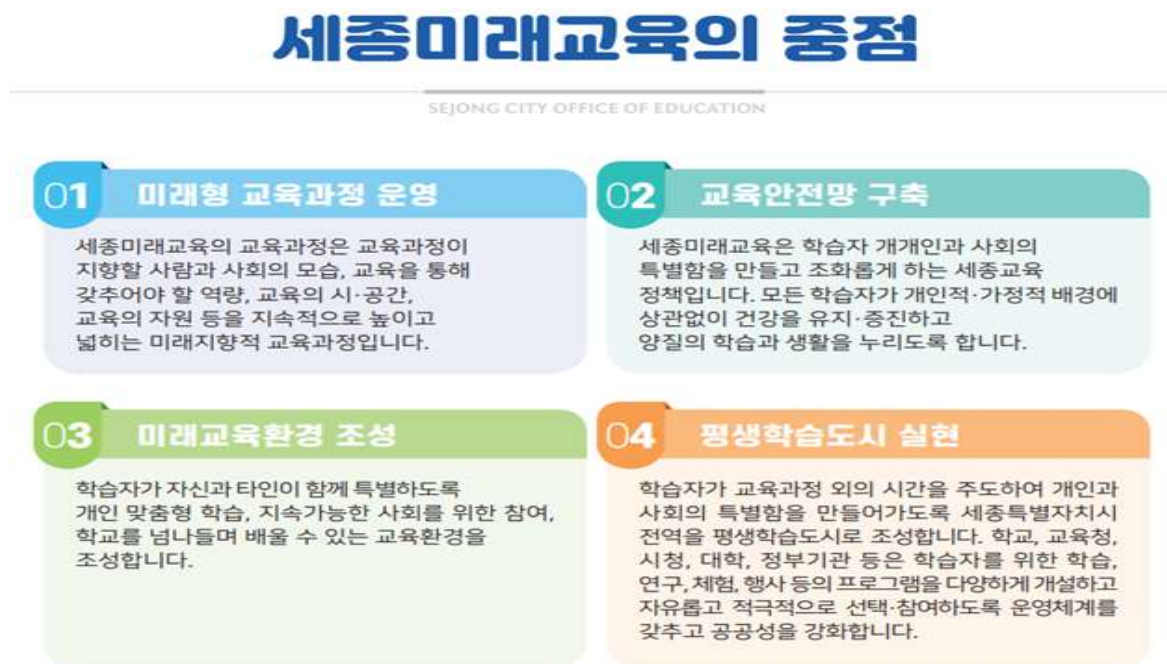 세종미래교육의 중점
SEJONG CITY OFFICE OF EDUCATION
01 미래형 교육과정 운영
세종미래교육의 교육과정은 교육과정이
지향할 사람과 사회의 모습, 교육을 통해
갖추어야 할 역량, 교육의 시·공간,
교육의 자원 등을 지속적으로 높이고
넓히는 미래지향적 교육과정입니다.
02 교육안전망 구축
세종미래교육은 학습자 개개인과 사회의
특별함을 만들고 조화롭게 하는 세종교육
정책입니다. 모든 학습자가 개인적·가정적 배경에
상관없이 건강을 유지·증진하고
양질의 학습과 생활을 누리도록 합니다.
03 미래교육환경 조성
학습자가 자신과 타인이 함께 특별하도록
개인 맞춤형 학습, 지속가능한 사회를 위한 참여,
학교를 넘나들며 배울 수 있는 교육환경을
조성합니다.
04 평생학습도시 실현
학습자가 교육과정 외의 시간을 주도하여 개인과
사회의 특별함을 만들어가도록 세종특별자치시
전역을 평생학습도시로 조성합니다. 학교, 교육청,
시청, 대학, 정부기관 등은 학습자를 위한 학습,
연구, 체험, 행사 등의 프로그램을 다양하게 개설하고
자유롭고 적극적으로 선택·참여하도록 운영체계를
갖추고 공공성을 강화합니다.